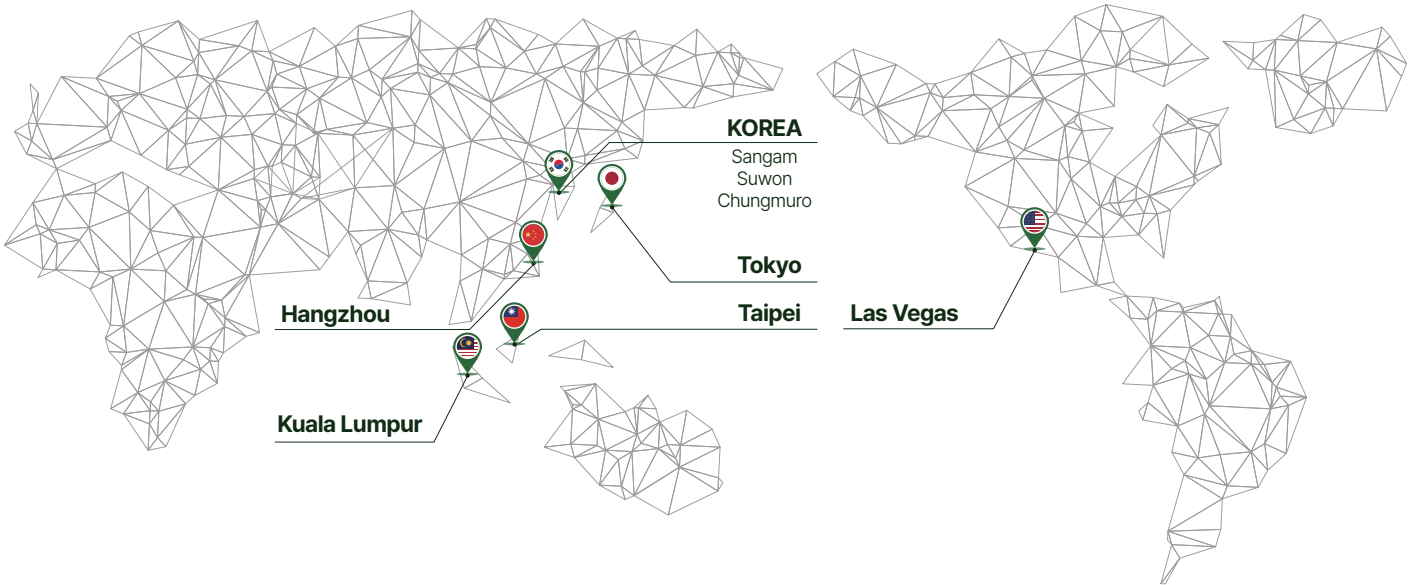 KOREA
Sangam
Suwon
Chungmuro
Tokyo
Hangzhou
Taipei
Las Vegas
Kuala Lumpur